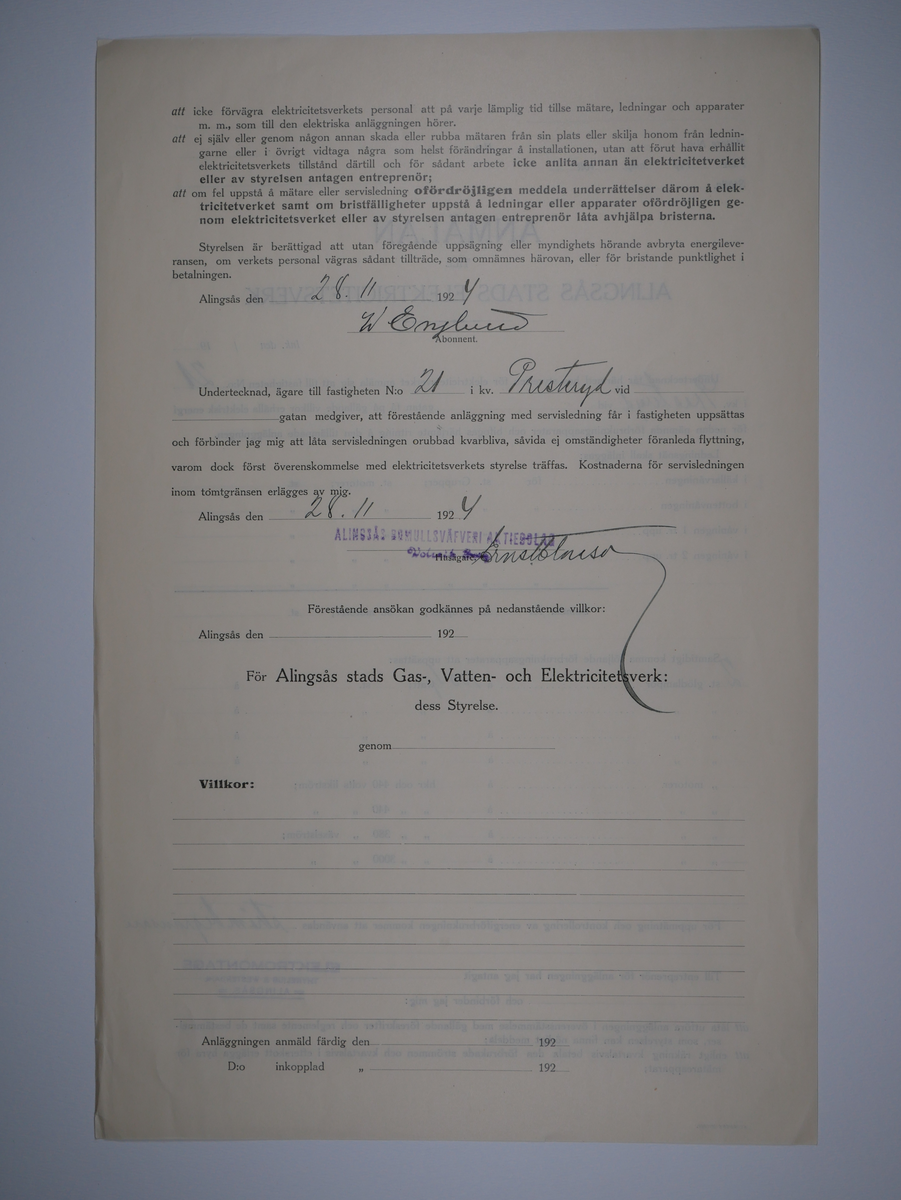 att icke förvägra elektricitetsverkets personal att på varje lämplig tid tillse mätare, ledningar och apparater
m. m., som till den elektriska anläggningen hörer.
att ej själv eller genom någon annan skada eller rubba mätaren från sin plats eller skilja honom från lednin-
garne eller i övrigt vidtaga några som helst förändringar å installationen, utan att förut hava erhållit
elektricitetsverkets tillstånd därtill och för sådant arbete icke anlita annan än elektricitetverket
eller av styrelsen antagen entreprenör;
att om fel uppstå å mätare eller servisledning ofördröjligen meddela underrättelser därom å elek-
tricitetverket samt om bristfälligheter uppstå å ledningar eller apparater ofördröjligen ge-
nom elektricitetsverket eller av styrelsen antagen entreprenör låta avhjälpa bristerna.
Styrelsen är berättigad att utan föregående uppsägning eller myndighets hörande avbryta energileve-
ransen, om verkets personal vägras sådant tillträde, som omnämnes härovan, eller för bristande punktlighet i
betalningen.
Alingsås den 28. 11 1924
W Englund
Abonnent.
Undertecknad, ägare till fastigheten N:o 21 i kv. Presteryd vid
gatan medgiver, att förestående anläggning med servisledning får i fastigheten uppsättas
och förbinder jag mig att låta servisledningen orubbad kvarbliva, såvida ej omständigheter föranleda flyttning,
varom dock först överenskommelse med elektricitetsverkets styrelse träffas. Kostnaderna för servisledningen
inom tomtgränsen erlägges av mig.
Alingsås den 28. 11 1924
ALINGSÅS BOMULLSVÄFVERI AKTIEBOLAG
Förestående ansökan godkännes på nedanstående villkor:
Alingsås den 192
För Alingsås stads Gas-, Vatten- och Elektricitetsverk:
dess Styrelse.
genom
Villkor:
Anläggningen anmäld färdig den 192
D:o inkopplad „ 192